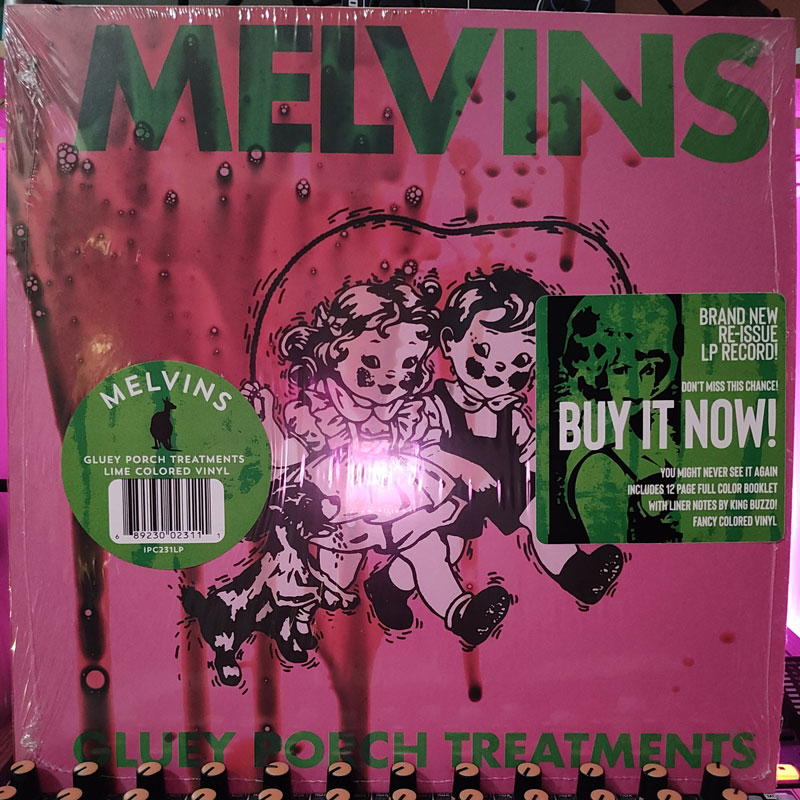 MELVINS
BRAND NEW
RE-ISSUE
LP RECORD!
DON'T MISS THIS CHANCE!
BUY IT NOW!
YOU MIGHT NEVER SEE IT AGAIN
INCLUDES 12 PAGE FULL COLOR BOOKLET
WITH LINER NOTES BY KING BUZZO!
FANCY COLORED VINYL
MELVINS
GLUEY PORCH TREATMENTS
LIME COLORED VINYL
6 89230 02311 1
IPC231LP
GLUEY PORCH TREATMENTS